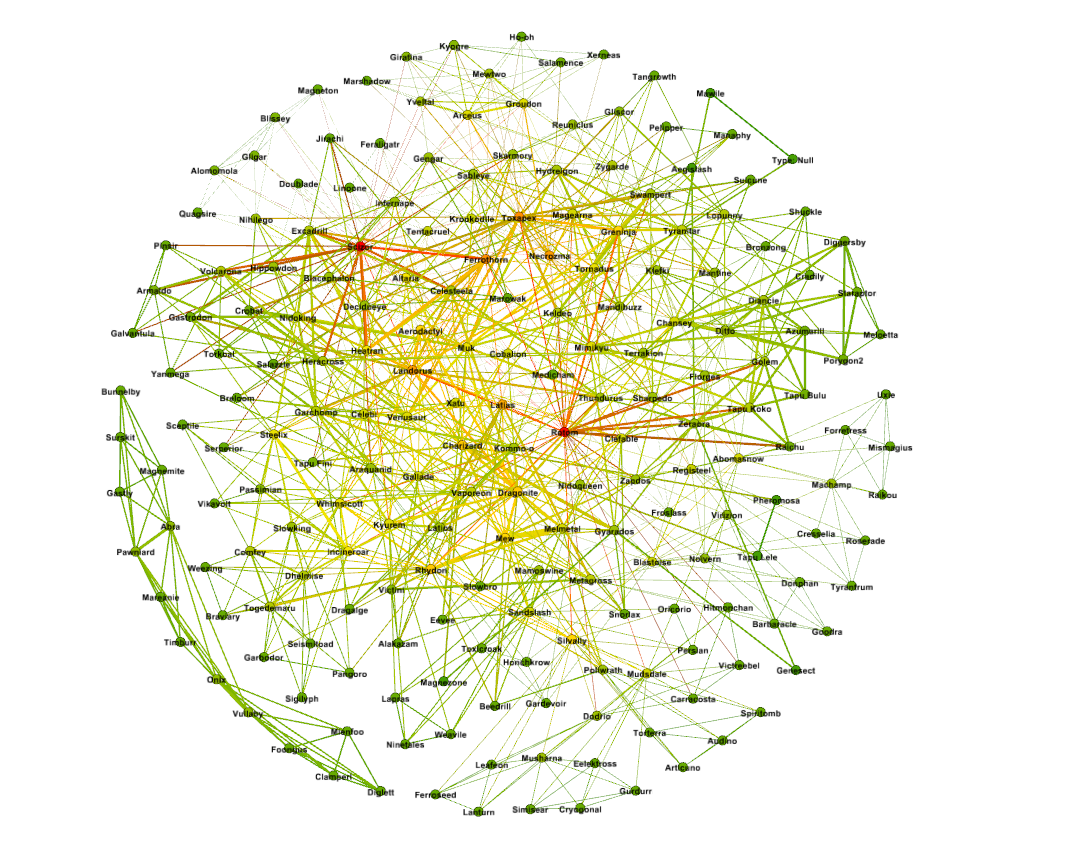 Ho-oh
Kyogre
Giratina
Xerneas
Salamence
Mewtwo
Tangrowth
Marshadow
Magneton
Mawile
Yveltal
Groudon
Arceus
Gliscor
Blissey
Reuniclus
Pelipper
Manaphy
Jirachi
Feraligatr
Gligar
Gengar
Skarmory
Type_Null
Alomomola
Sableye
Hydreigon
Zygarde
Aegislash
Doublade
Linoone
Suicune
Swampert
Infernape
Quagsire
Nihilego
Krookodile
Toxapex
Magearna
Lopunny
Shuckle
Excadrill
Tentacruel
Greninja
Tyranitar
Pinsir
Scizor
Bronzong
Diggersby
Ferrothorn
Necrozma
Volcarona
Hippowdon
Tornadus
Klefki
Mantine
Blacephalon
Altaria
Cradily
Armaldo
Celesteela
Staraptor
Marowak
Diancie
Crobat
Decidueye
Mandibuzz
Gastrodon
Nidoking
Keldeo
Chansey
Galvantula
Aerodactyl
Ditto
Azumarill
Meloetta
Torkoal
Heatran
Muk
Cobalion
Mimikyu
Terrakion
Yanmega
Salazzle
Heracross
Golem
Porygon2
Landorus
Medicham
Florges
Bunnelby
Breloom
Thundurus
Sharpedo
Tapu Bulu
Uxie
Garchomp
Celebi
Venusaur
Xatu
Latias
Tapu Koko
Sceptile
Zeraora
Surskit
Steelix
Rotom
Clefable
Forretress
Serperior
Charizard
Kommo-o
Raichu
Mismagius
Magnemite
Tapu Fini
Araquanid
Gallade
Registeel
Abomasnow
Gastly
Passimian
Vaporeon
Dragonite
Nidoqueen
Zapdos
Machamp
Raikou
Vikavolt
Whimsicott
Pheromosa
Froslass
Virizion
Abra
Slowking
Kyurem
Latios
Melmetal
Gyarados
Cresselia
Roserade
Pawniard
Comfey
Incineroar
Mew
Tapu Lele
Weezing
Dhelmise
Rhydon
Mamoswine
Metagross
Blastoise
Noivern
Donphan
Tyrantrum
Mareanie
Victini
Slowbro
Braviary
Togedemaru
Dragalge
Eevee
Sandslash
Snorlax
Oricorio
Hitmonchan
Barbaracle
Goodra
Timburr
Seismitoad
Alakazam
Toxicroak
Silvally
Persian
Garbodor
Honchkrow
Victreebel
Onix
Pangoro
Magnezone
Poliwrath
Mudsdale
Genesect
Sigilyph
Lapras
Beedrill
Gardevoir
Carracosta
Vullaby
Dodrio
Spiritomb
Mienfoo
Weavile
Torterra
Foongus
Ninetales
Audino
Leafeon
Musharna
Eelektross
Articuno
Clamperl
Diglett
Ferroseed
Gurdurr
Lanturn
Simisear
Cryogonal